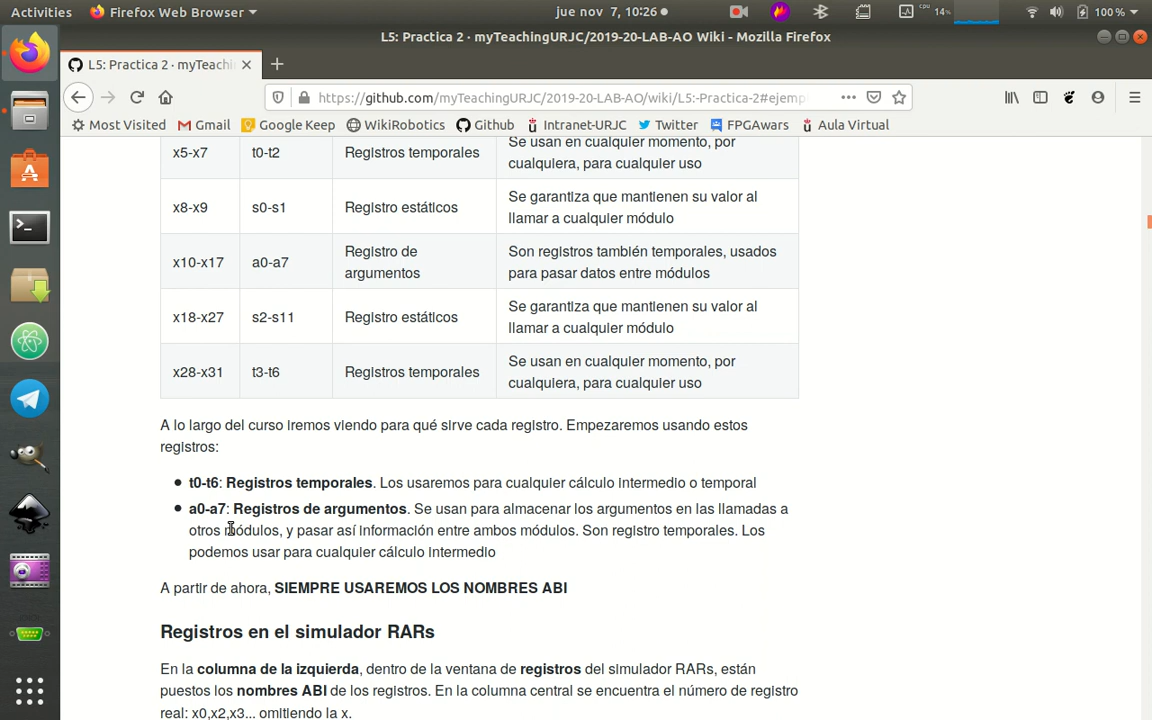 Activities Firefox Web Browser jue nov 7, 10:26 cpu 14% 100%
L5: Practica 2 · myTeachingURJC/2019-20-LAB-AO Wiki - Mozilla Firefox
L5: Practica 2 · myTeachi
https://github.com/myTeachingURJC/2019-20-LAB-AO/wiki/L5:-Practica-2#ejemp
Most Visited Gmail Google Keep WikiRobotics Github Intranet-URJC Twitter FPGAwars Aula Virtual
x5-x7 t0-t2 Registros temporales Se usan en cualquier momento, por
cualquiera, para cualquier uso
x8-x9 s0-s1 Registro estáticos Se garantiza que mantienen su valor al
llamar a cualquier módulo
x10-x17 a0-a7 Registro de argumentos Son registros también temporales, usados
para pasar datos entre módulos
x18-x27 s2-s11 Registro estáticos Se garantiza que mantienen su valor al
llamar a cualquier módulo
x28-x31 t3-t6 Registros temporales Se usan en cualquier momento, por
cualquiera, para cualquier uso
A lo largo del curso iremos viendo para qué sirve cada registro. Empezaremos usando estos
registros:
t0-t6: Registros temporales. Los usaremos para cualquier cálculo intermedio o temporal
a0-a7: Registros de argumentos. Se usan para almacenar los argumentos en las llamadas a
otros módulos, y pasar así información entre ambos módulos. Son registro temporales. Los
podemos usar para cualquier cálculo intermedio
A partir de ahora, SIEMPRE USAREMOS LOS NOMBRES ABI
Registros en el simulador RARs
En la columna de la izquierda, dentro de la ventana de registros del simulador RARs, están
puestos los nombres ABI de los registros. En la columna central se encuentra el número de registro
real: x0,x2,x3... omitiendo la x.